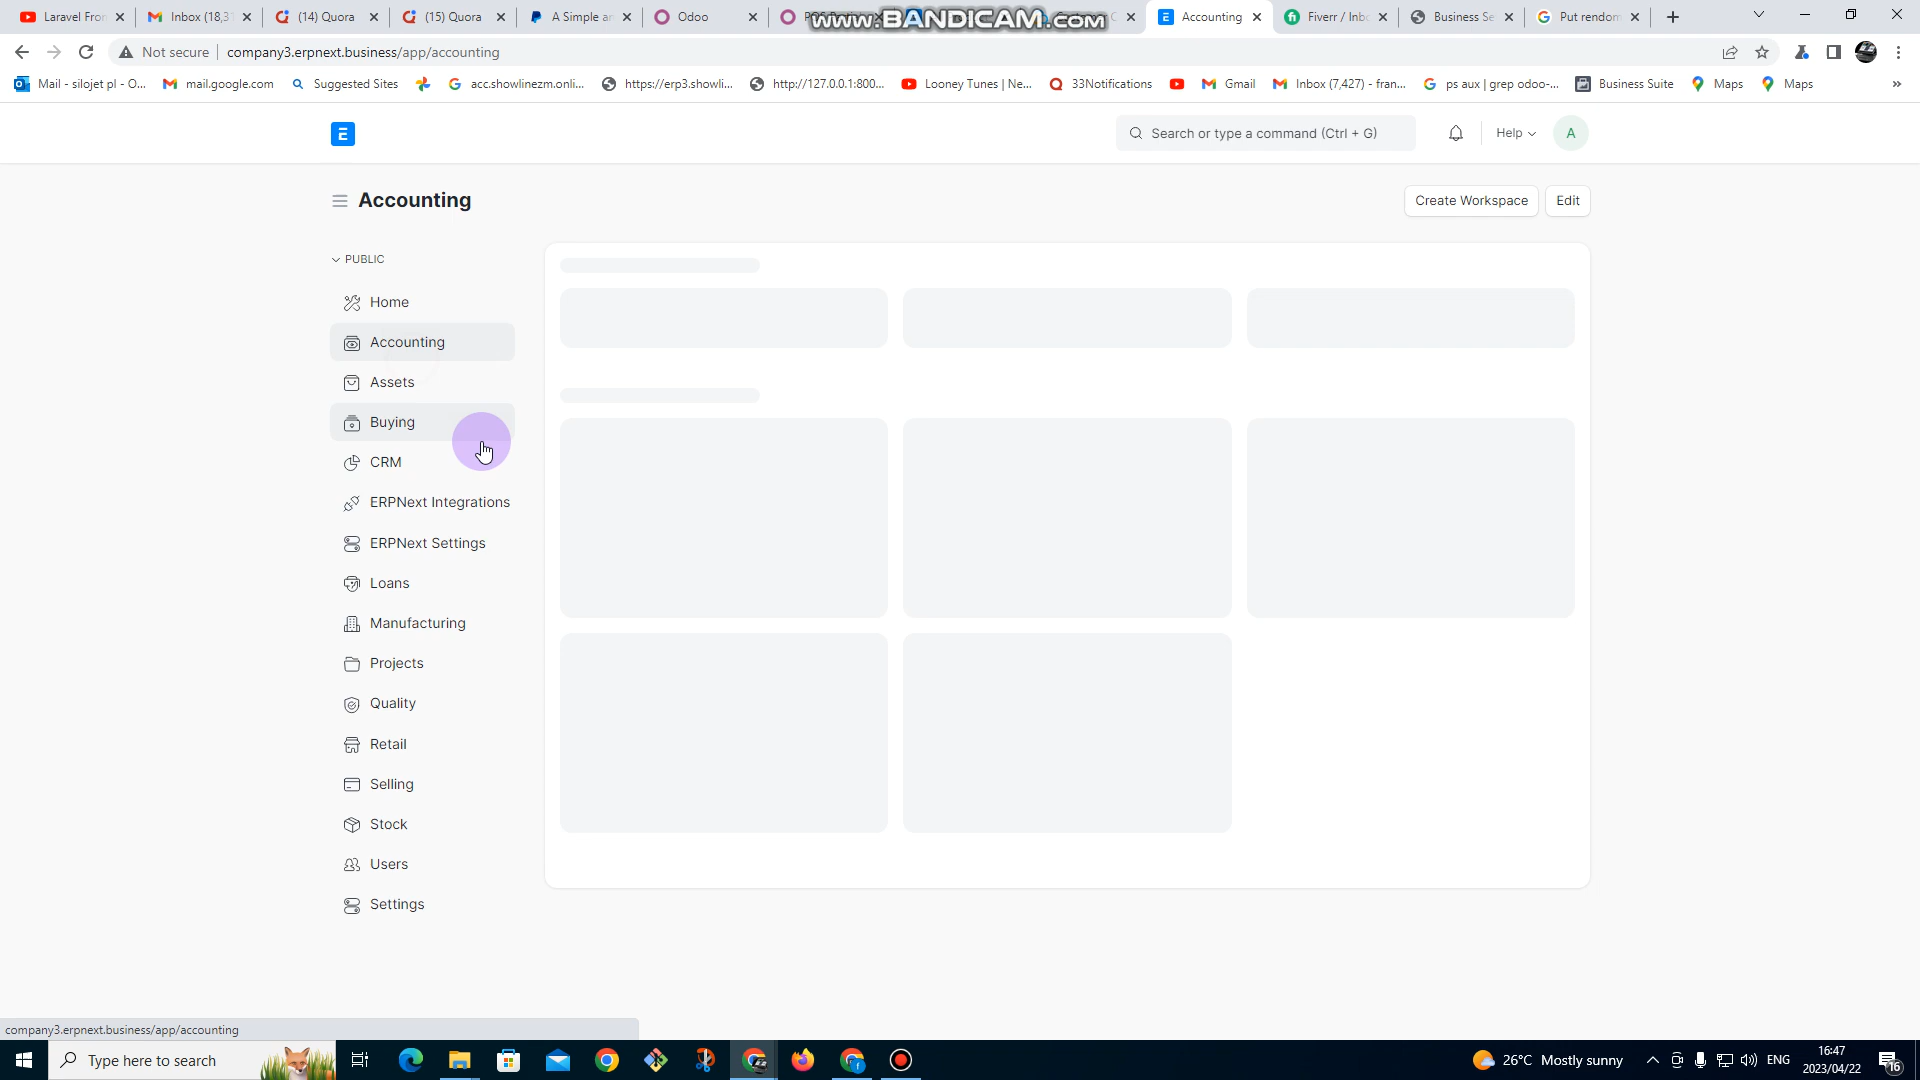 Laravel Fron
Inbox (18,3
(14) Quora
(15) Quora
A Simple an
Odoo
www.BANDICAM.com
Accounting
Fiverr / Inbo
Business Se
Put rendom
Not secure
company3.erpnext.business/app/accounting
Mail - silojet pl - O...
mail.google.com
Suggested Sites
acc.showlinezm.onli...
https://erp3.showli...
http://127.0.0.1:800...
Looney Tunes | Ne...
33Notifications
Gmail
Inbox (7,427) - fran...
ps aux | grep odoo-...
Business Suite
Maps
Maps
»
E
Search or type a command (Ctrl + G)
Help
A
Accounting
Create Workspace
Edit
PUBLIC
Home
Accounting
Assets
Buying
CRM
ERPNext Integrations
ERPNext Settings
Loans
Manufacturing
Projects
Quality
Retail
Selling
Stock
Users
Settings
company3.erpnext.business/app/accounting
Type here to search
26°C Mostly sunny
ENG
16:47
2023/04/22
16